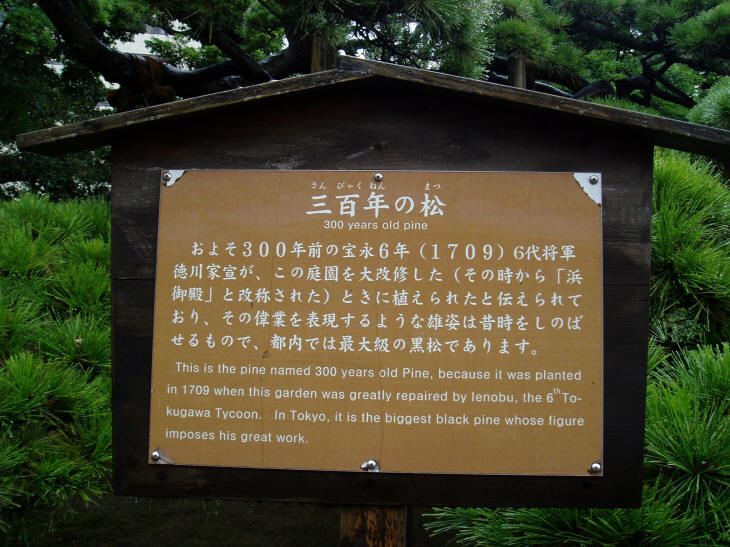 さん びゃく ねん まつ
三百年の松
300 years old pine
およそ300年前の宝永6年(1709)6代将軍
徳川家宣が、この庭園を大改修した(その時から「浜
御殿」と改称された)ときに植えられたと伝えられて
おり、その偉業を表現するような雄姿は昔時をしのば
せるもので、都内では最大級の黒松であります。
This is the pine named 300 years old Pine, because it was planted
in 1709 when this garden was greatly repaired by Ienobu, the 6th To-
kugawa Tycoon. In Tokyo, it is the biggest black pine whose figure
imposes his great work.